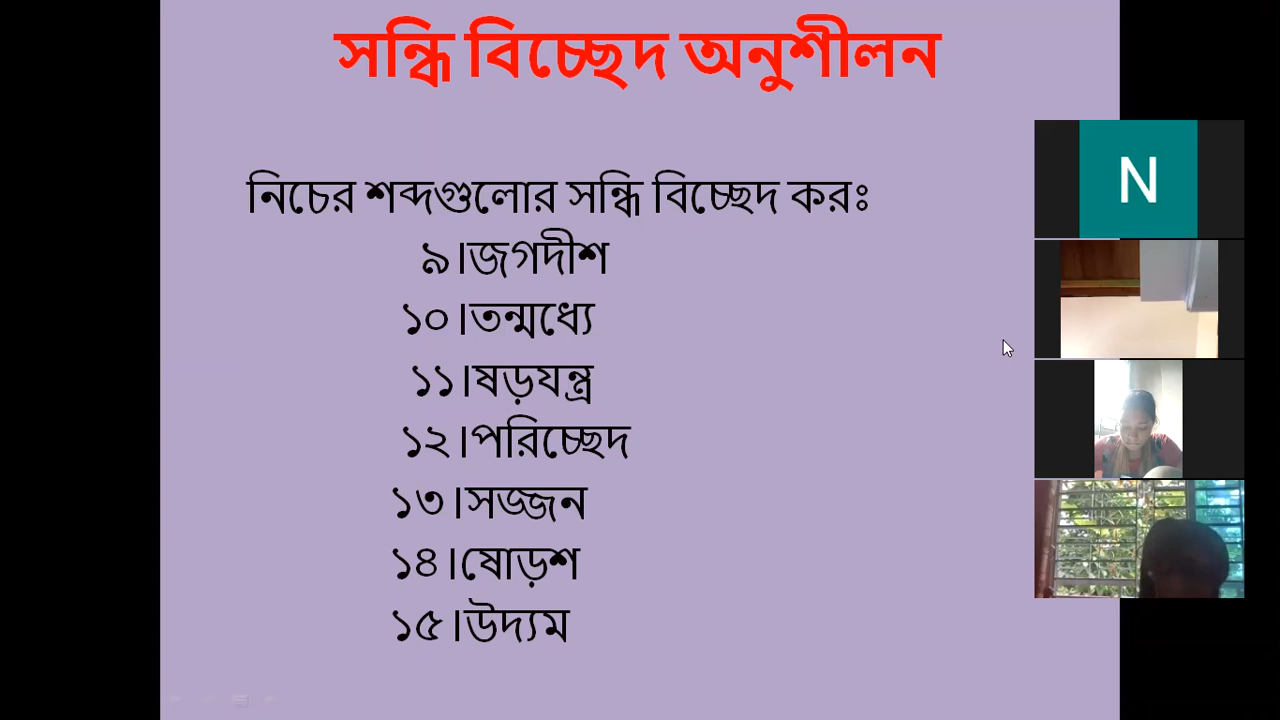 সন্ধি বিচ্ছেদ অনুশীলন
নিচের শব্দগুলোর সন্ধি বিচ্ছেদ করঃ
৯।জগদীশ
১০।তন্মধ্যে
১১।ষড়যন্ত্র
১২।পরিচ্ছেদ
১৩।সজ্জন
১৪।ষোড়শ
১৫।উদ্যম
N